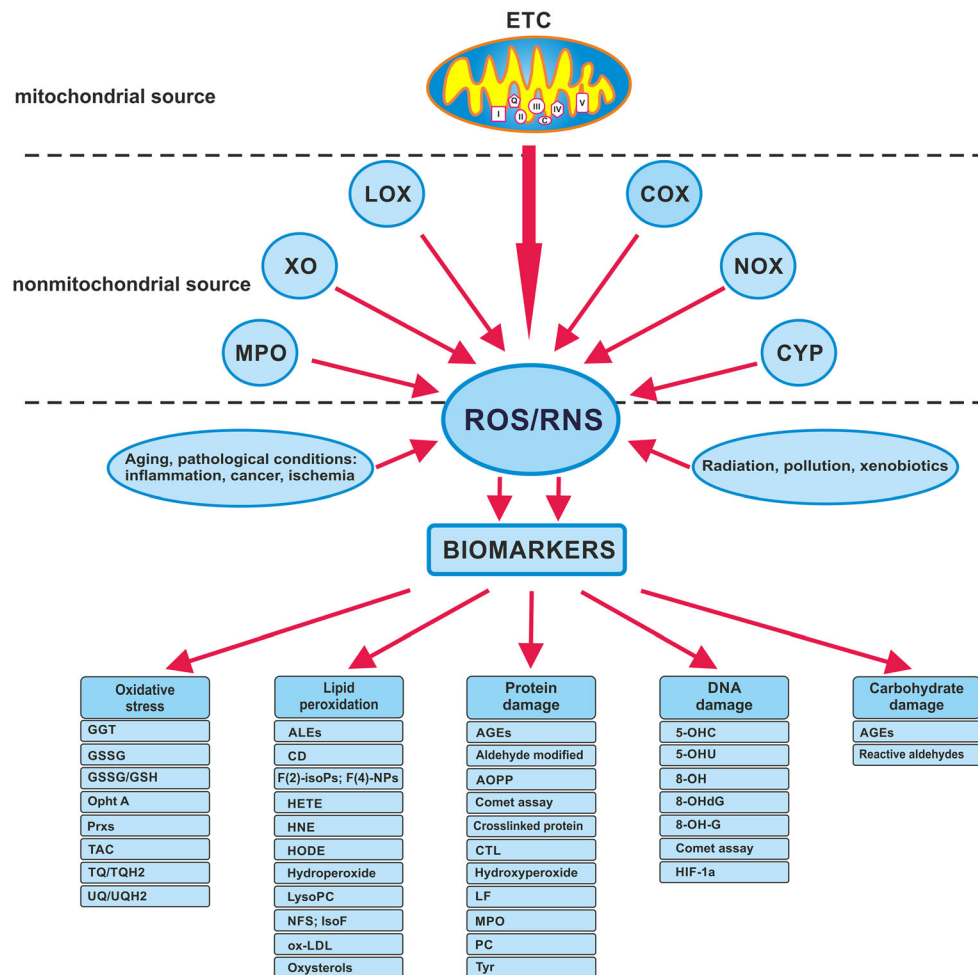 ETC
mitochondrial source
I
Q
II
III
C
IV
V
LOX
COX
XO
NOX
nonmitochondrial source
MPO
CYP
ROS/RNS
Aging, pathological conditions:
inflammation, cancer, ischemia
Radiation, pollution, xenobiotics
BIOMARKERS
Oxidative
stress
GGT
GSSG
GSSG/GSH
Opht A
Prxs
TAC
TQ/TQH2
UQ/UQH2
Lipid
peroxidation
ALEs
CD
F(2)-isoPs; F(4)-NPs
HETE
HNE
HODE
Hydroperoxide
LysoPC
NFS; IsoF
ox-LDL
Oxysterols
Protein
damage
AGEs
Aldehyde modified
AOPP
Comet assay
Crosslinked protein
CTL
Hydroxyperoxide
LF
MPO
PC
Tyr
DNA
damage
5-OHC
5-OHU
8-OH
8-OHdG
8-OH-G
Comet assay
HIF-1a
Carbohydrate
damage
AGEs
Reactive aldehydes